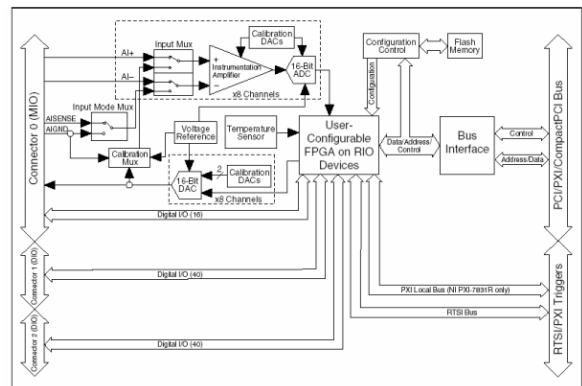 Connector 0 (MIO)
Connector 1 (DIO)
Connector 2 (DIO)
AI+
AI–
AISENSE
AIGND
Input Mux
Input Mode Mux
+
Instrumentation
Amplifier
–
Calibration
DACs
16-Bit
ADC
x8 Channels
Calibration
Mux
Voltage
Reference
Temperature
Sensor
16-Bit
DAC
2
Calibration
DACs
x8 Channels
Configuration
Control
Flash
Memory
Configuration
User-
Configurable
FPGA on RIO
Devices
Data/Address/
Control
Bus
Interface
Control
Address/Data
PCI/PXI/CompactPCI Bus
Digital I/O (16)
Digital I/O (40)
Digital I/O (40)
PXI Local Bus (NI PXI-7831R only)
RTSI Bus
RTSI/PXI Triggers